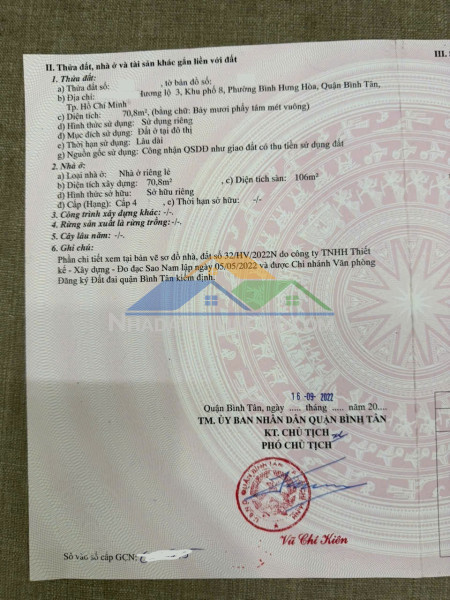 II. Thửa đất, nhà ở và tài sản khác gắn liền với đất
III.
1. Thửa đất:
a) Thửa đất số: , tờ bản đồ số:
b) Địa chỉ: Hương lộ 3, Khu phố 8, Phường Bình Hưng Hòa, Quận Bình Tân,
Tp. Hồ Chí Minh
c) Diện tích: 70,8m², (bằng chữ: Bảy mươi phẩy tám mét vuông)
d) Hình thức sử dụng: Sử dụng riêng
đ) Mục đích sử dụng: Đất ở tại đô thị
e) Thời hạn sử dụng: Lâu dài
g) Nguồn gốc sử dụng: Công nhận QSDĐ như giao đất có thu tiền sử dụng đất
2. Nhà ở:
a) Loại nhà ở: Nhà ở riêng lẻ
b) Diện tích xây dựng: 70,8m² , c) Diện tích sàn: 106m²
d) Hình thức sở hữu: Sở hữu riêng
đ) Cấp (Hạng): Cấp 4 , e) Thời hạn sở hữu: -/-
3. Công trình xây dựng khác: -/-.
4. Rừng sản xuất là rừng trồng: -/-.
5. Cây lâu năm: -/-.
6. Ghi chú:
Phần chi tiết xem tại bản vẽ sơ đồ nhà, đất số 32/HV/2022N do công ty TNHH Thiết
kế - Xây dựng - Đo đạc Sao Nam lập ngày 05/05/2022 và được Chi nhánh Văn phòng
Đăng ký Đất đai quận Bình Tân kiểm định.
16 -09- 2022
Quận Bình Tân, ngày ..... tháng ..... năm 20....
TM. ỦY BAN NHÂN DÂN QUẬN BÌNH TÂN
KT. CHỦ TỊCH
PHÓ CHỦ TỊCH
Vũ Chí Kiên
Số vào sổ cấp GCN: